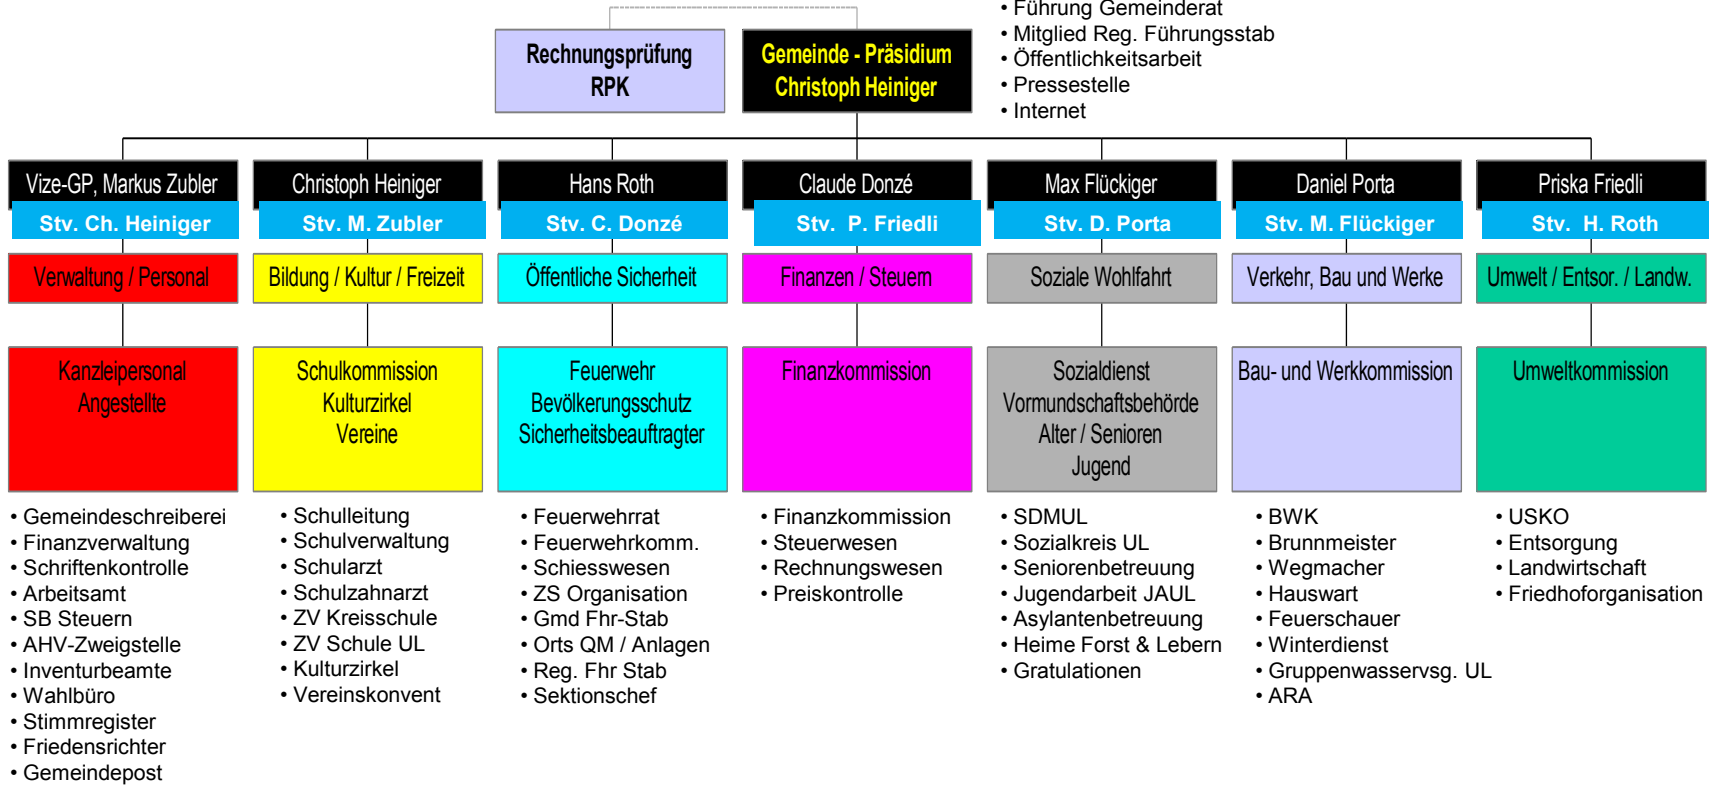 • Führung Gemeinderat
• Mitglied Reg. Führungsstab
• Öffentlichkeitsarbeit
• Pressestelle
• Internet
Rechnungsprüfung
RPK
Gemeinde - Präsidium
Christoph Heiniger
Vize-GP, Markus Zubler
Stv. Ch. Heiniger
Verwaltung / Personal
Kanzleipersonal
Angestellte
• Gemeindeschreiberei
• Finanzverwaltung
• Schriftenkontrolle
• Arbeitsamt
• SB Steuern
• AHV-Zweigstelle
• Inventurbeamte
• Wahlbüro
• Stimmregister
• Friedensrichter
• Gemeindepost
Christoph Heiniger
Stv. M. Zubler
Bildung / Kultur / Freizeit
Schulkommission
Kulturzirkel
Vereine
• Schulleitung
• Schulverwaltung
• Schularzt
• Schulzahnarzt
• ZV Kreisschule
• ZV Schule UL
• Kulturzirkel
• Vereinskonvent
Hans Roth
Stv. C. Donzé
Öffentliche Sicherheit
Feuerwehr
Bevölkerungsschutz
Sicherheitsbeauftragter
• Feuerwehrrat
• Feuerwehrkomm.
• Schiesswesen
• ZS Organisation
• Gmd Fhr-Stab
• Orts QM / Anlagen
• Reg. Fhr Stab
• Sektionschef
Claude Donzé
Stv. P. Friedli
Finanzen / Steuern
Finanzkommission
• Finanzkommission
• Steuerwesen
• Rechnungswesen
• Preiskontrolle
Max Flückiger
Stv. D. Porta
Soziale Wohlfahrt
Sozialdienst
Vormundschaftsbehörde
Alter / Senioren
Jugend
• SDMUL
• Sozialkreis UL
• Seniorenbetreuung
• Jugendarbeit JAUL
• Asylantenbetreuung
• Heime Forst & Lebern
• Gratulationen
Daniel Porta
Stv. M. Flückiger
Verkehr, Bau und Werke
Bau- und Werkkommission
• BWK
• Brunnmeister
• Wegmacher
• Hauswart
• Feuerschauer
• Winterdienst
• Gruppenwasservsg. UL
• ARA
Priska Friedli
Stv. H. Roth
Umwelt / Entsor. / Landw.
Umweltkommission
• USKO
• Entsorgung
• Landwirtschaft
• Friedhoforganisation